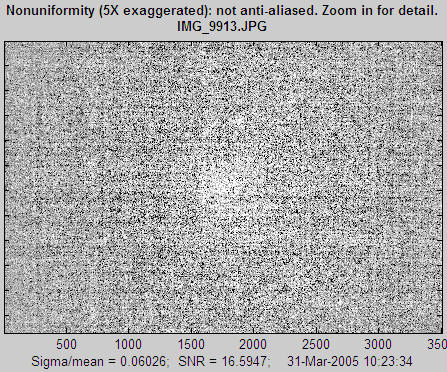 Nonuniformity (5X exaggerated): not anti-aliased. Zoom in for detail.
IMG_9913.JPG
500 1000 1500 2000 2500 3000 350
Sigma/mean = 0.06026; SNR = 16.5947; 31-Mar-2005 10:23:34